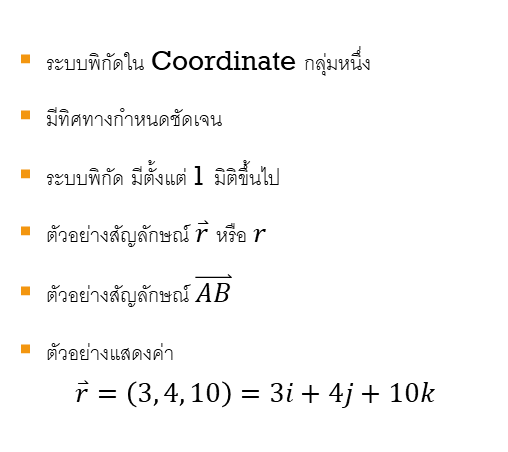 ระบบพิกัดใน Coordinate กลุ่มหนึ่ง
มีทิศทางกำหนดชัดเจน
ระบบพิกัด มีตั้งแต่ 1 มิติขึ้นไป
ตัวอย่างสัญลักษณ์ r⃗ หรือ r
ตัวอย่างสัญลักษณ์ A⃗B⃗
ตัวอย่างแสดงค่า
r⃗ = (3, 4, 10) = 3i + 4j + 10k